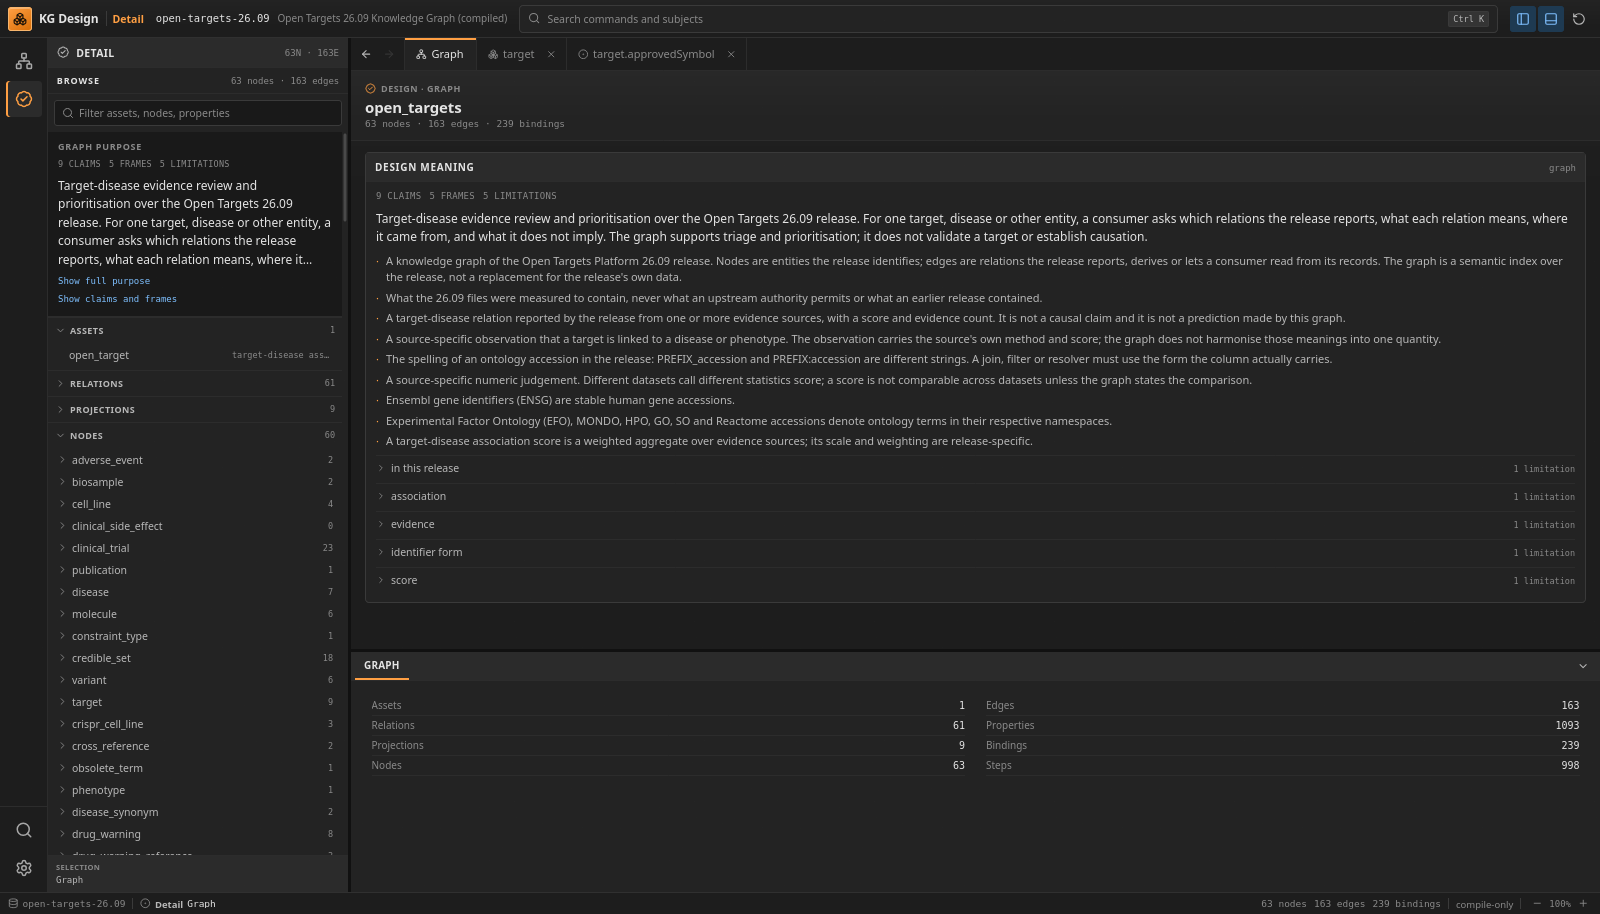 KG Design Detail open-targets-26.09 Open Targets 26.09 Knowledge Graph (compiled)
Search commands and subjects Ctrl K
DETAIL 63N · 163E
BROWSE 63 nodes · 163 edges
Filter assets, nodes, properties
GRAPH PURPOSE
9 CLAIMS 5 FRAMES 5 LIMITATIONS
Target-disease evidence review and
prioritisation over the Open Targets 26.09
release. For one target, disease or other entity, a
consumer asks which relations the release
reports, what each relation means, where it...
Show full purpose
Show claims and frames
ASSETS 1
open_target target-disease ass…
RELATIONS 61
PROJECTIONS 9
NODES 60
adverse_event 2
biosample 2
cell_line 4
clinical_side_effect 0
clinical_trial 23
publication 1
disease 7
molecule 6
constraint_type 1
credible_set 18
variant 6
target 9
crispr_cell_line 3
cross_reference 2
obsolete_term 1
phenotype 1
disease_synonym 2
drug_warning 8
SELECTION
Graph
Graph target target.approvedSymbol
DESIGN · GRAPH
open_targets
63 nodes · 163 edges · 239 bindings
DESIGN MEANING graph
9 CLAIMS 5 FRAMES 5 LIMITATIONS
Target-disease evidence review and prioritisation over the Open Targets 26.09 release. For one target, disease or other entity, a consumer asks which relations the release reports, what each relation means, where
it came from, and what it does not imply. The graph supports triage and prioritisation; it does not validate a target or establish causation.
· A knowledge graph of the Open Targets Platform 26.09 release. Nodes are entities the release identifies; edges are relations the release reports, derives or lets a consumer read from its records. The graph is a semantic index over
the release, not a replacement for the release's own data.
· What the 26.09 files were measured to contain, never what an upstream authority permits or what an earlier release contained.
· A target-disease relation reported by the release from one or more evidence sources, with a score and evidence count. It is not a causal claim and it is not a prediction made by this graph.
· A source-specific observation that a target is linked to a disease or phenotype. The observation carries the source's own method and score; the graph does not harmonise those meanings into one quantity.
· The spelling of an ontology accession in the release: PREFIX_accession and PREFIX:accession are different strings. A join, filter or resolver must use the form the column actually carries.
· A source-specific numeric judgement. Different datasets call different statistics score; a score is not comparable across datasets unless the graph states the comparison.
· Ensembl gene identifiers (ENSG) are stable human gene accessions.
· Experimental Factor Ontology (EFO), MONDO, HPO, GO, SO and Reactome accessions denote ontology terms in their respective namespaces.
· A target-disease association score is a weighted aggregate over evidence sources; its scale and weighting are release-specific.
in this release 1 limitation
association 1 limitation
evidence 1 limitation
identifier form 1 limitation
score 1 limitation
GRAPH
Assets 1 Edges 163
Relations 61 Properties 1093
Projections 9 Bindings 239
Nodes 63 Steps 998
open-targets-26.09 Detail Graph 63 nodes 163 edges 239 bindings compile-only 100%